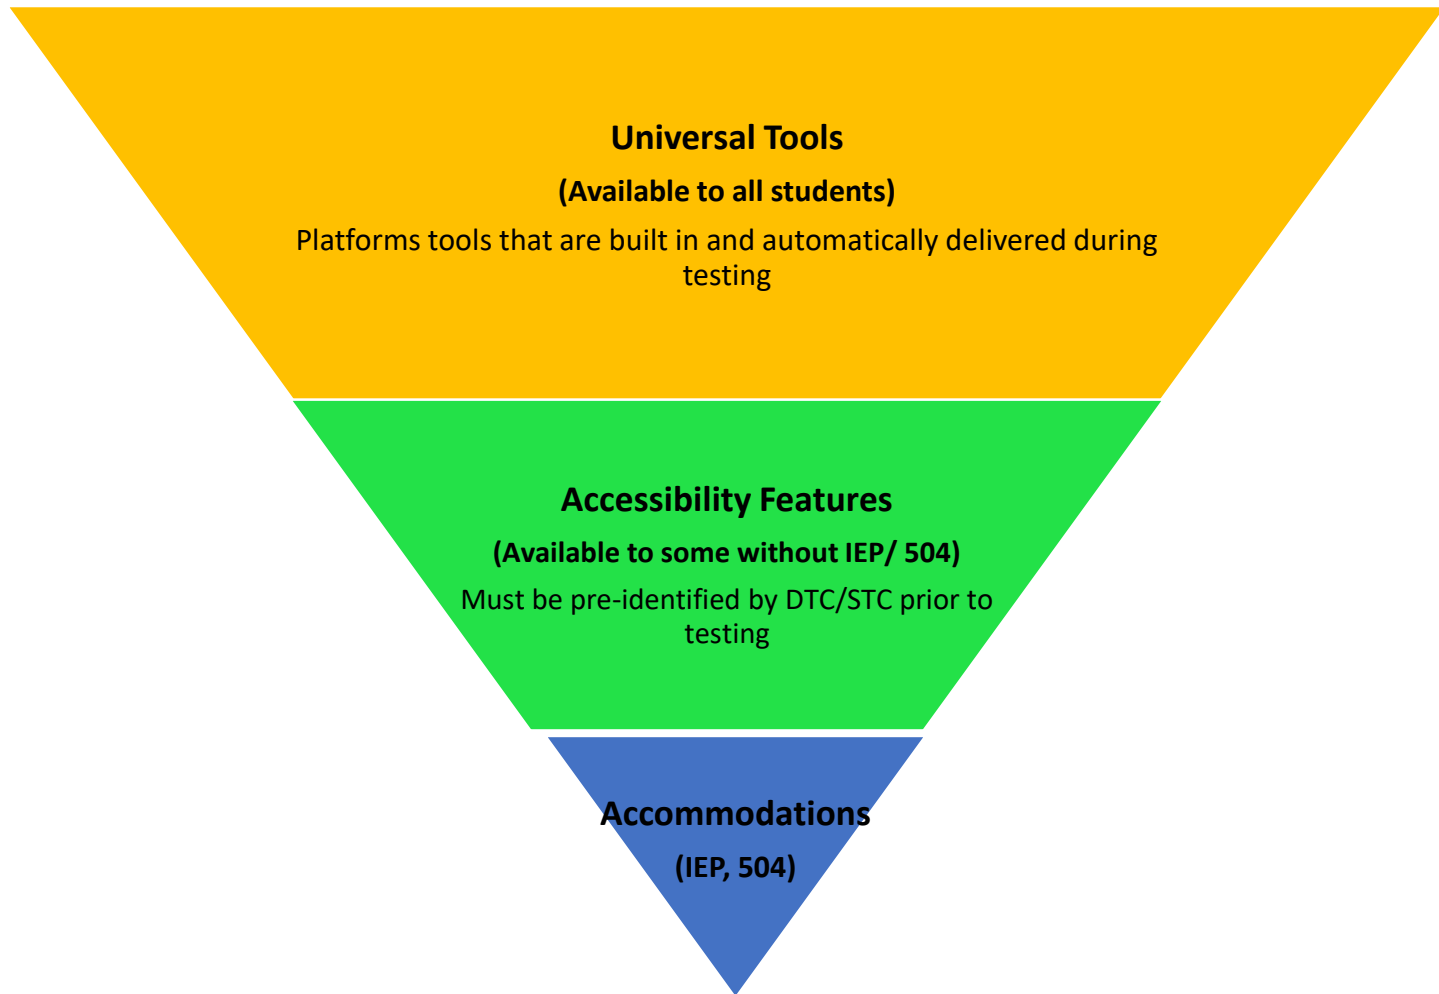 Universal Tools
(Available to all students)
Platforms tools that are built in and automatically delivered during
testing
Accessibility Features
(Available to some without IEP/ 504)
Must be pre-identified by DTC/STC prior to
testing
Accommodations
(IEP, 504)